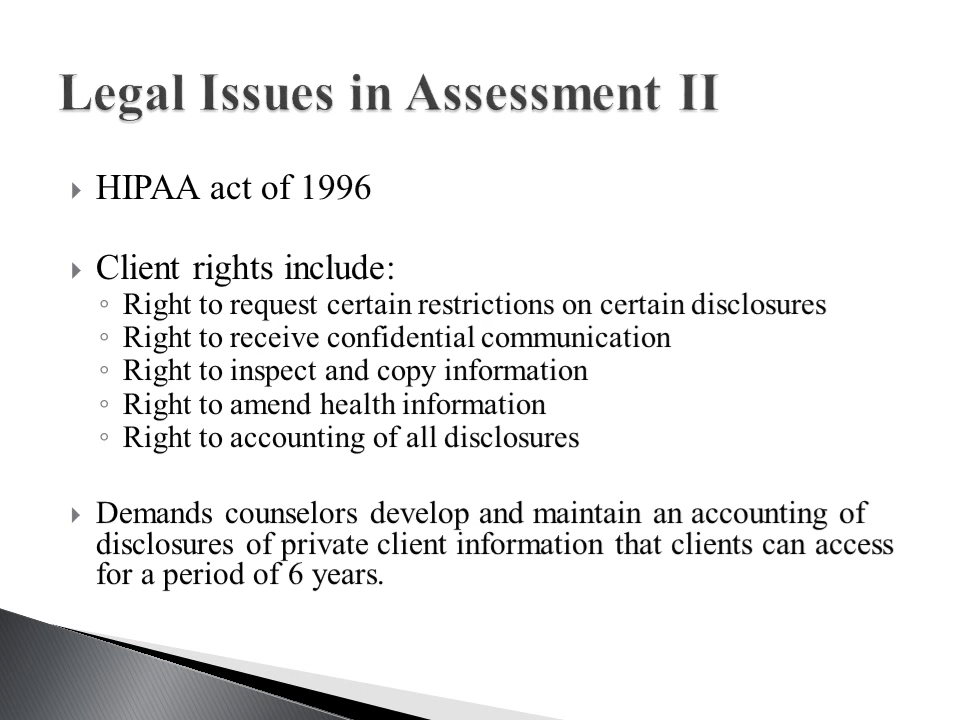 Legal Issues in Assessment II
HIPAA act of 1996
Client rights include:
Right to request certain restrictions on certain disclosures
Right to receive confidential communication
Right to inspect and copy information
Right to amend health information
Right to accounting of all disclosures
Demands counselors develop and maintain an accounting of
disclosures of private client information that clients can access
for a period of 6 years.